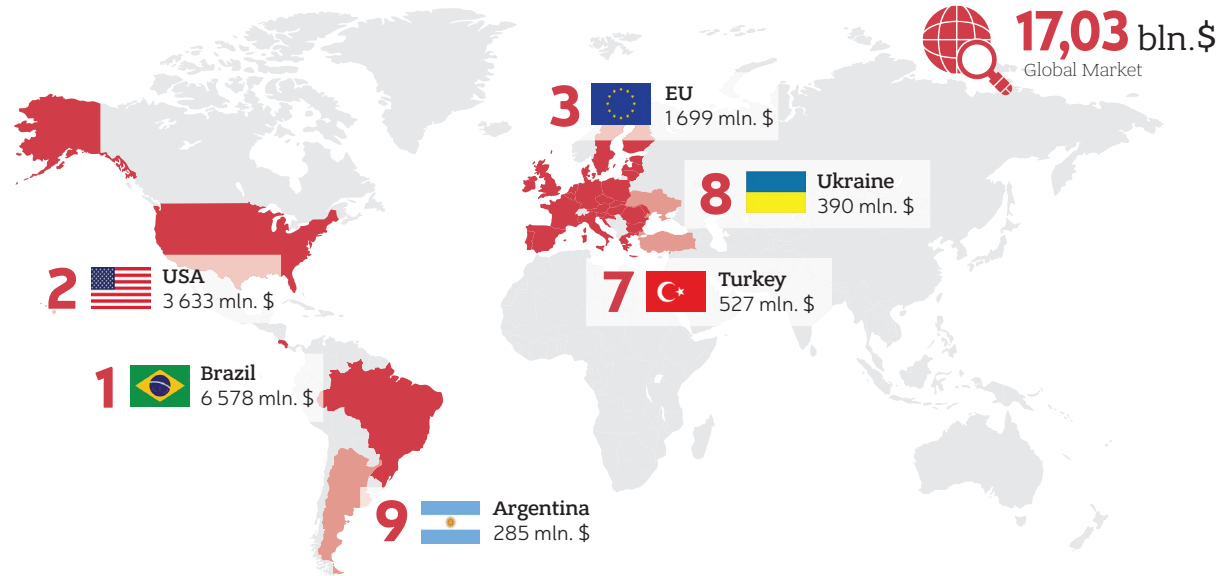 17,03 bln.$
Global Market
3
EU
1 699 mln. $
8
Ukraine
390 mln. $
2
USA
3 633 mln. $
7
Turkey
527 mln. $
1
Brazil
6 578 mln. $
9
Argentina
285 mln. $